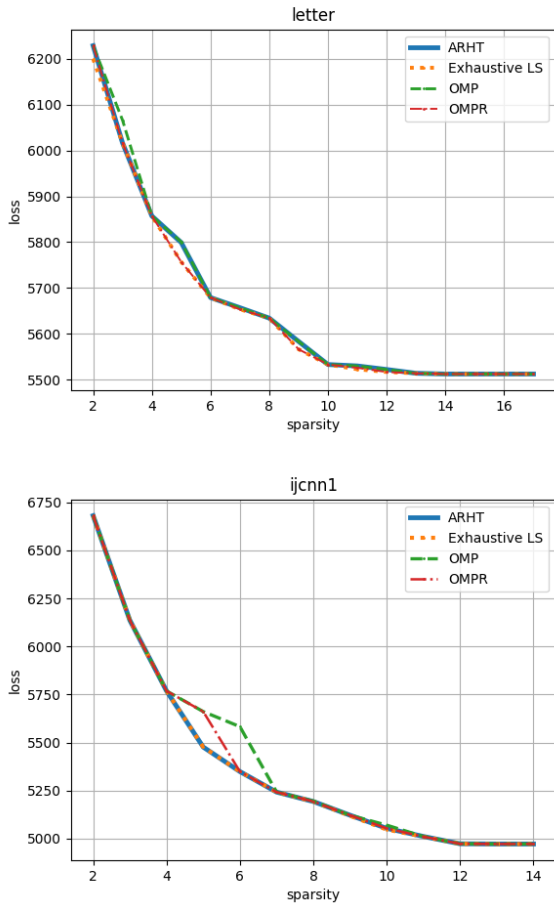 letter
6200
6100
6000
5900
5800
5700
5600
5500
loss
2 4 6 8 10 12 14 16
sparsity
ARHT
Exhaustive LS
OMP
OMPR
ijcnn1
6750
6500
6250
6000
5750
5500
5250
5000
loss
2 4 6 8 10 12 14
sparsity
ARHT
Exhaustive LS
OMP
OMPR